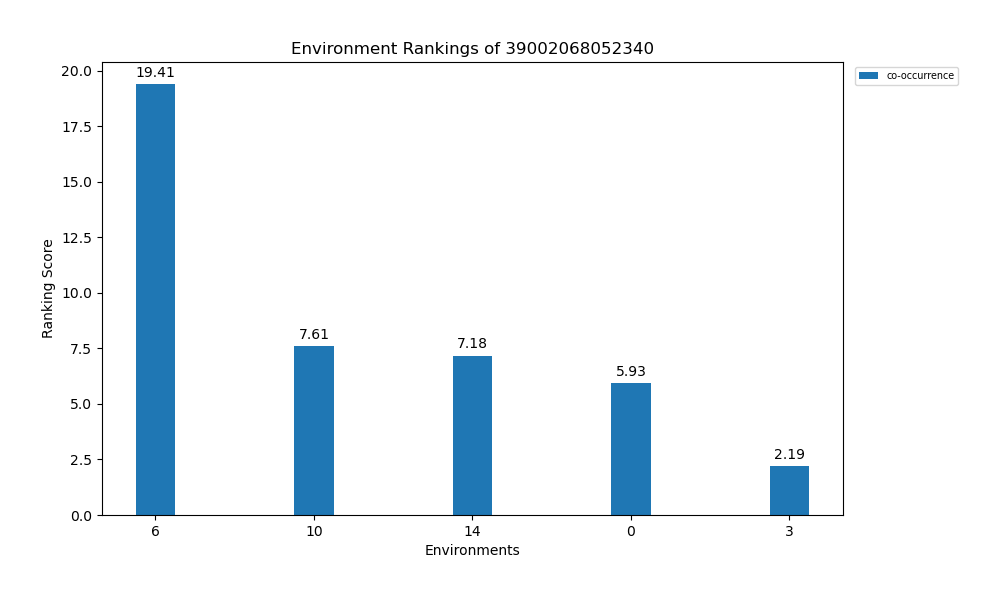 Environment Rankings of 39002068052340
co-occurrence
Ranking Score
20.0
17.5
15.0
12.5
10.0
7.5
5.0
2.5
0.0
19.41
7.61
7.18
5.93
2.19
6 10 14 0 3
Environments